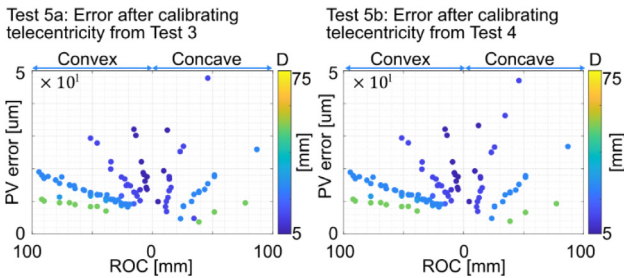 Test 5a: Error after calibrating
telecentricity from Test 3
Convex
Concave
D
5
× 10¹
75
PV error [um]
[mm]
0
5
100
0
100
ROC [mm]
Test 5b: Error after calibrating
telecentricity from Test 4
Convex
Concave
D
5
× 10¹
75
PV error [um]
[mm]
0
5
100
0
100
ROC [mm]